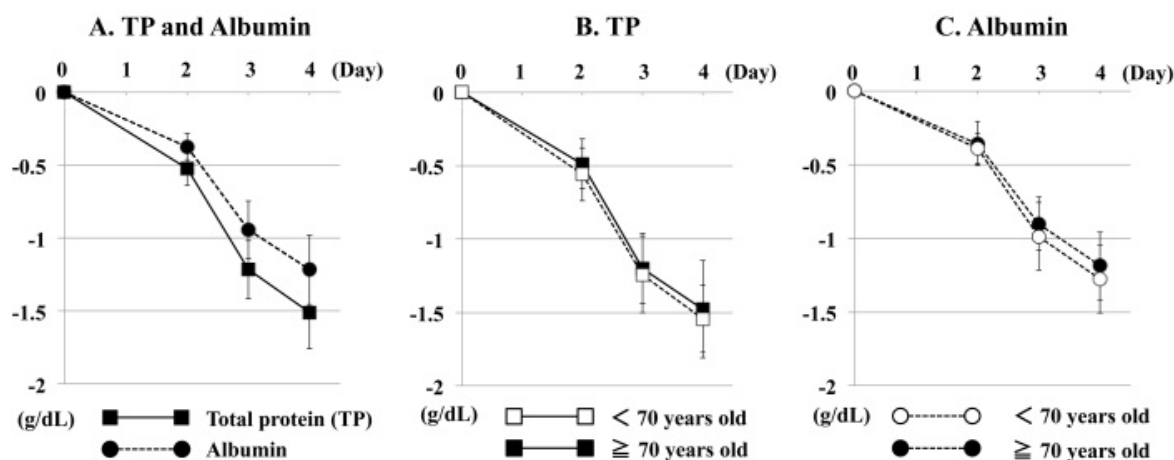 A. TP and Albumin
0 1 2 3 4 (Day)
0
-0.5
-1
-1.5
-2
(g/dL)
Total protein (TP)
Albumin
B. TP
0 1 2 3 4 (Day)
0
-0.5
-1
-1.5
-2
(g/dL)
< 70 years old
≧ 70 years old
C. Albumin
0 1 2 3 4 (Day)
0
-0.5
-1
-1.5
-2
(g/dL)
< 70 years old
≧ 70 years old